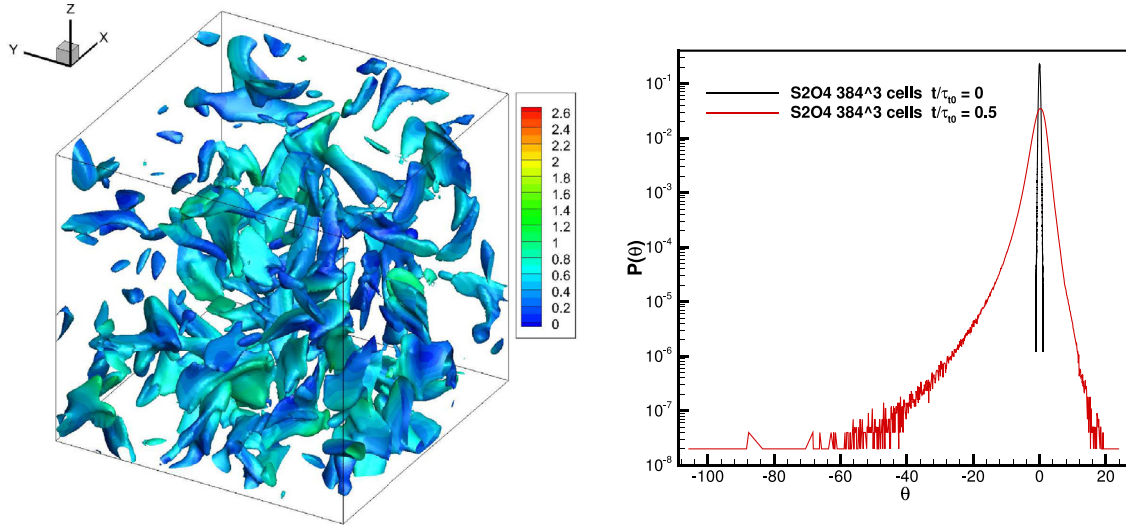 Z
Y
X
2.6
2.4
2.2
2
1.8
1.6
1.4
1.2
1
0.8
0.6
0.4
0.2
0
10^-1
10^-2
10^-3
10^-4
10^-5
10^-6
10^-7
10^-8
P(θ)
S2O4 384^3 cells t/τt0 = 0
S2O4 384^3 cells t/τt0 = 0.5
-100 -80 -60 -40 -20 0 20
θ